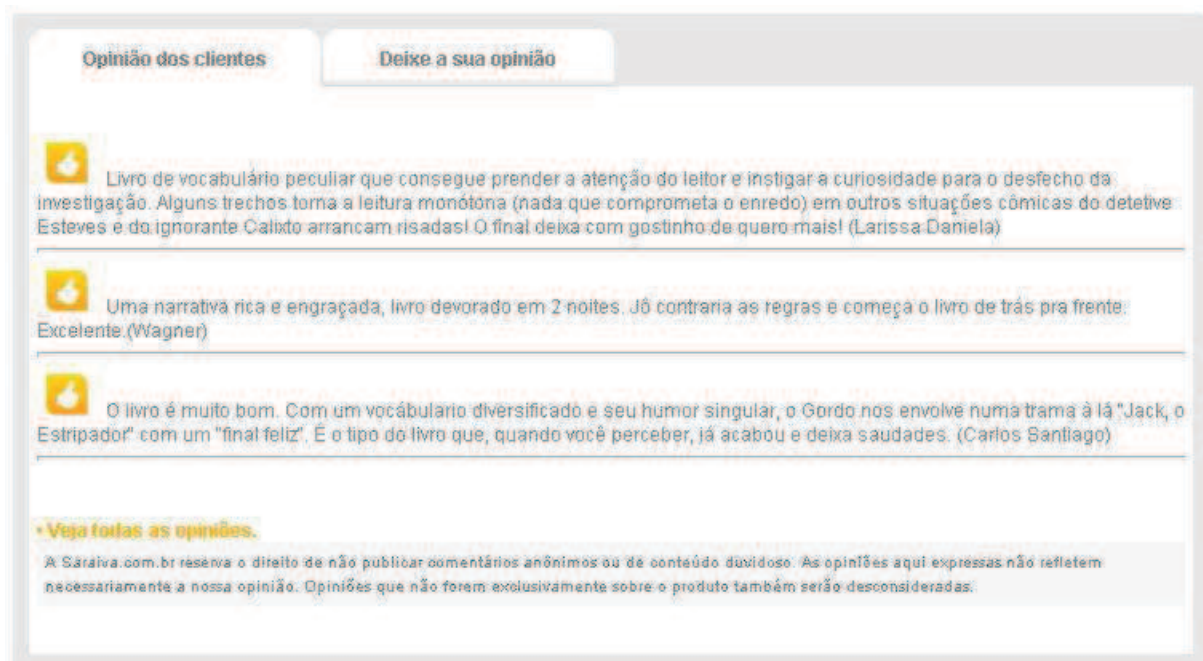 Opinião dos clientes Deixe a sua opinião
Livro de vocabulário peculiar que consegue prender a atenção do leitor e instigar a curiosidade para o desfecho da
investigação. Alguns trechos torna a leitura monótona (nada que comprometa o enredo) em outros situações cômicas do detetive
Esteves e do ignorante Calixto arrancam risadas! O final deixa com gostinho de quero mais! (Larissa Daniela)
Uma narrativa rica e engraçada, livro devorado em 2 noites. Jô contraria as regras e começa o livro de trás pra frente.
Excelente.(Wagner)
O livro é muito bom. Com um vocábulario diversificado e seu humor singular, o Gordo nos envolve numa trama à lá "Jack, o
Estripador" com um "final feliz". É o tipo do livro que, quando você perceber, já acabou e deixa saudades. (Carlos Santiago)
• Veja todas as opiniões.
A Saraiva.com.br reserva o direito de não publicar comentários anônimos ou de conteúdo duvidoso. As opiniões aqui expressas não refletem
necessariamente a nossa opinião. Opiniões que não forem exclusivamente sobre o produto também serão desconsideradas.